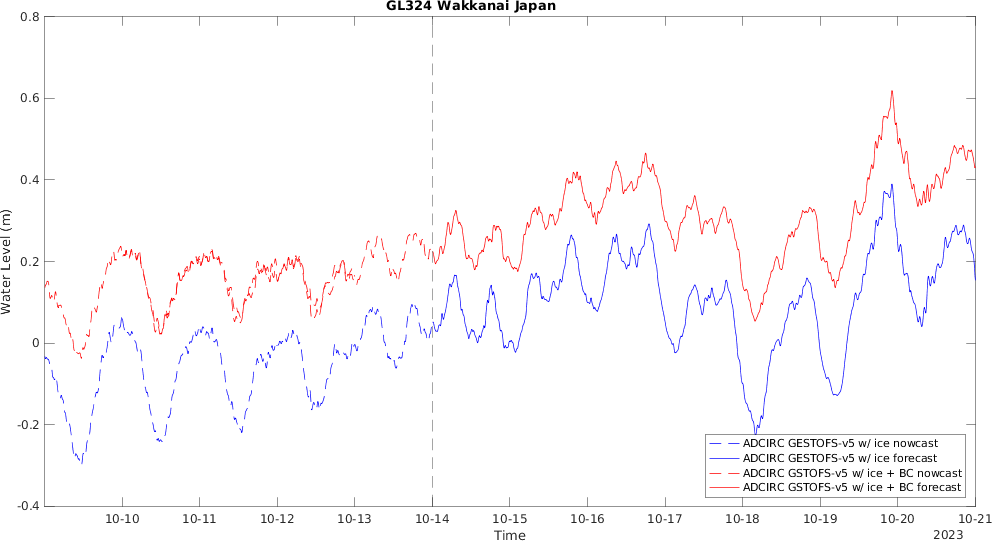 GL324 Wakkanai Japan
0.8
0.6
0.4
0.2
0
-0.2
-0.4
Water Level (m)
ADCIRC GESTOFS-v5 w/ ice nowcast
ADCIRC GESTOFS-v5 w/ ice forecast
ADCIRC GSTOFS-v5 w/ ice + BC nowcast
ADCIRC GSTOFS-v5 w/ ice + BC forecast
10-10 10-11 10-12 10-13 10-14 10-15 10-16 10-17 10-18 10-19 10-20 10-21
Time
2023